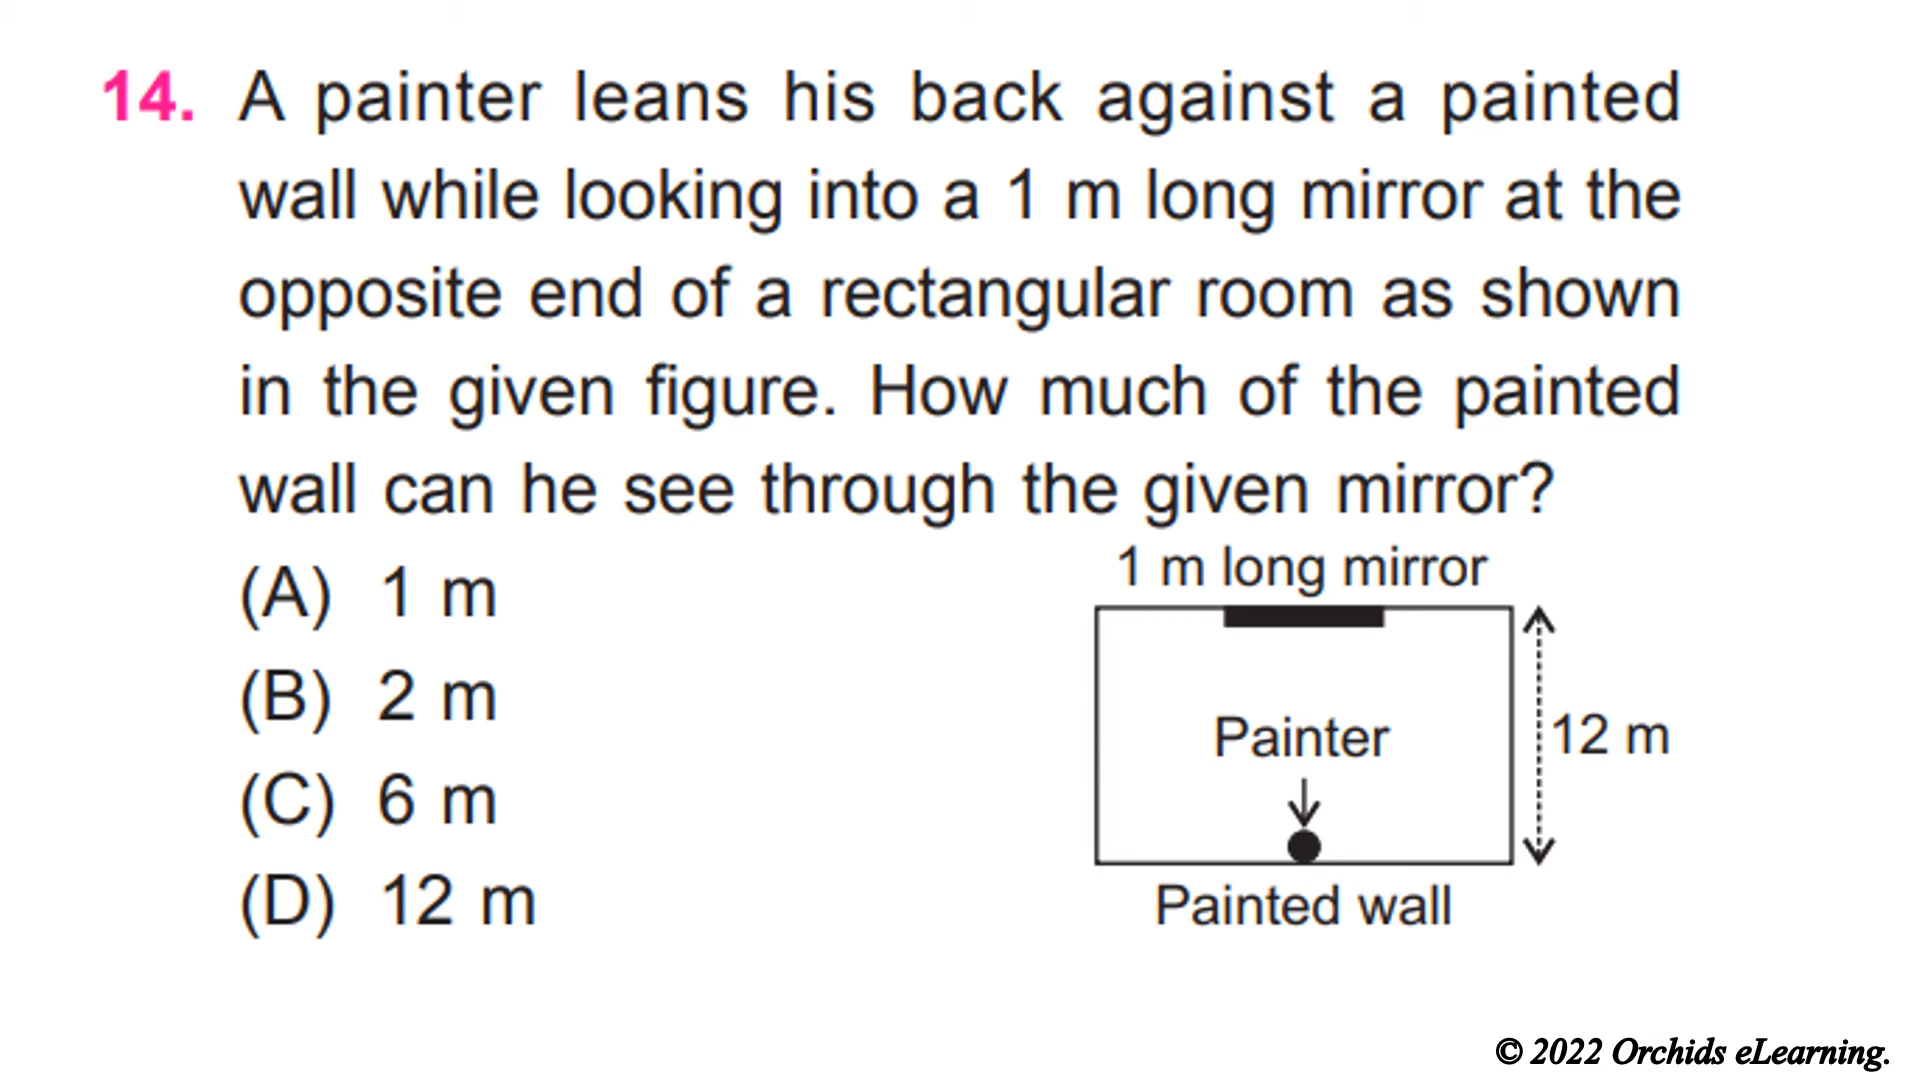 14. A painter leans his back against a painted
wall while looking into a 1 m long mirror at the
opposite end of a rectangular room as shown
in the given figure. How much of the painted
wall can he see through the given mirror?
(A) 1 m
(B) 2 m
(C) 6 m
(D) 12 m
1 m long mirror
Painter
12 m
Painted wall
© 2022 Orchids eLearning.